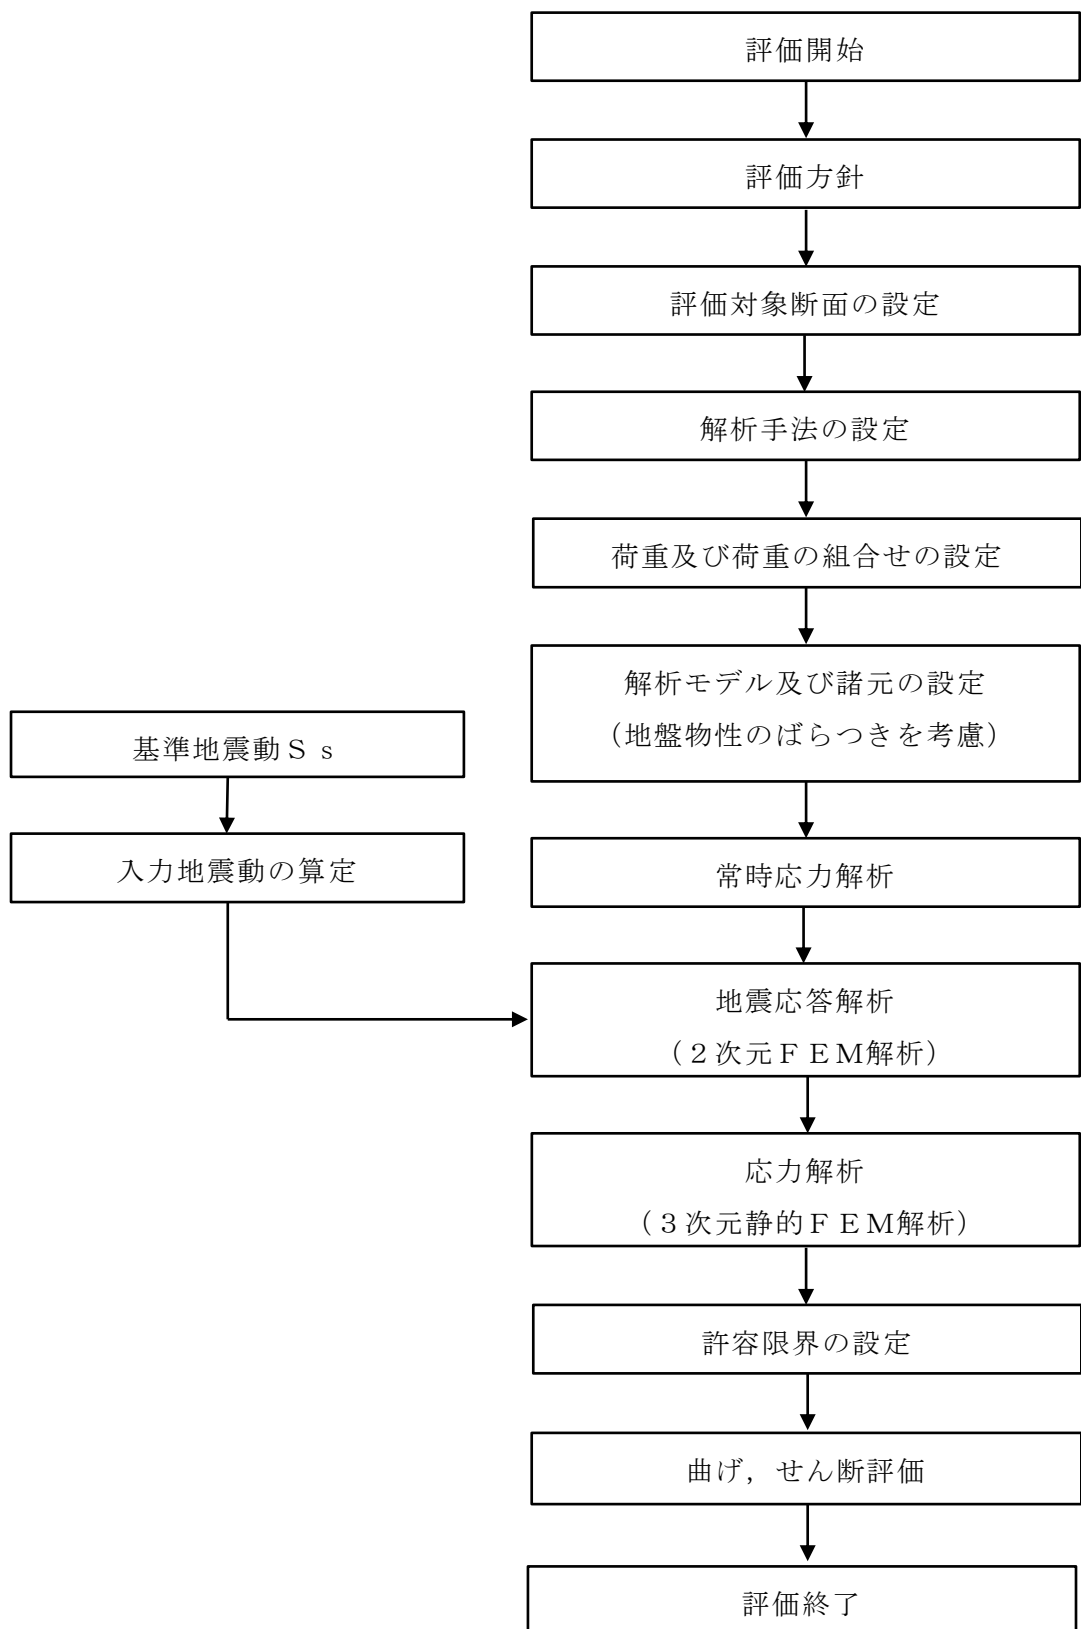 評価開始
評価方針
評価対象断面の設定
解析手法の設定
荷重及び荷重の組合せの設定
解析モデル及び諸元の設定
（地盤物性のばらつきを考慮）
基準地震動Ｓｓ
入力地震動の算定
常時応力解析
地震応答解析
（２次元ＦＥＭ解析）
応力解析
（３次元静的ＦＥＭ解析）
許容限界の設定
曲げ，せん断評価
評価終了